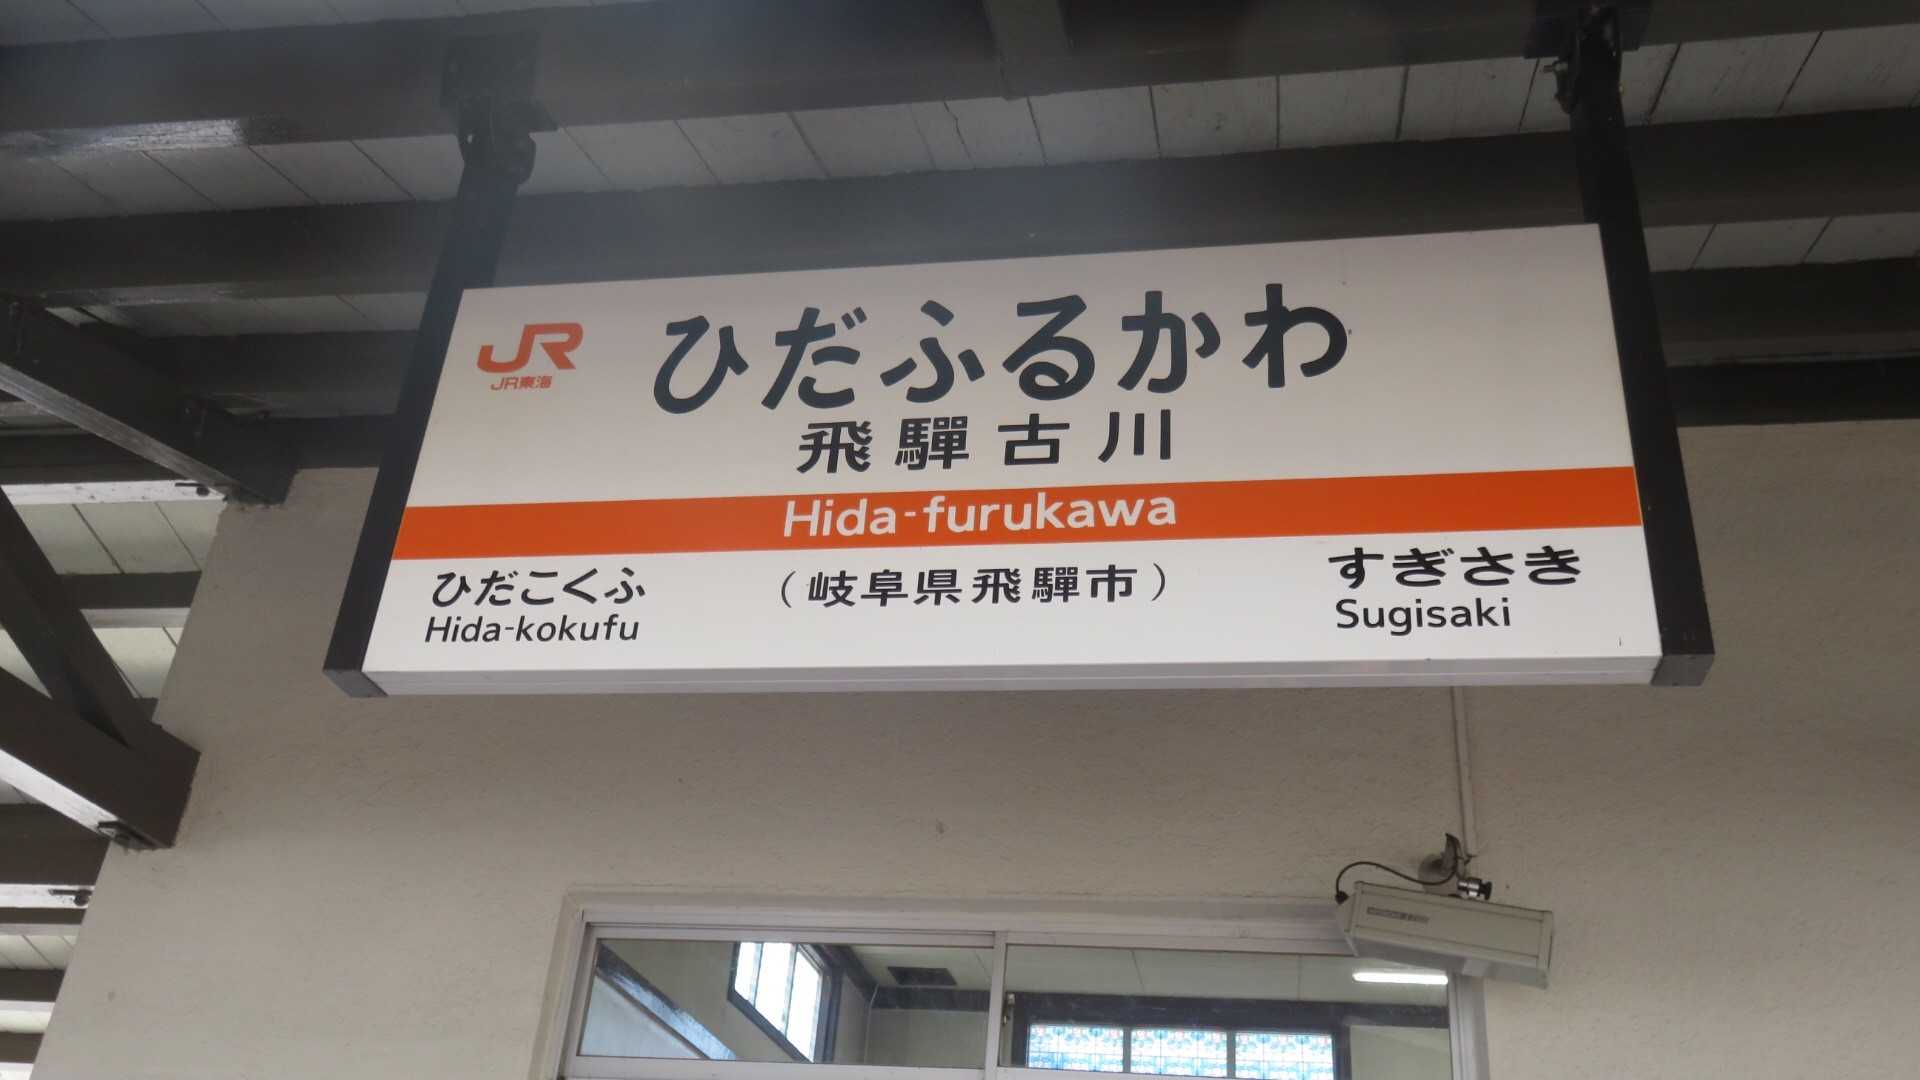 JR
JR東海
ひだふるかわ
飛騨古川
Hida-furukawa
ひだこくふ
Hida-kokufu
（岐阜県飛驒市）
すぎさき
Sugisaki